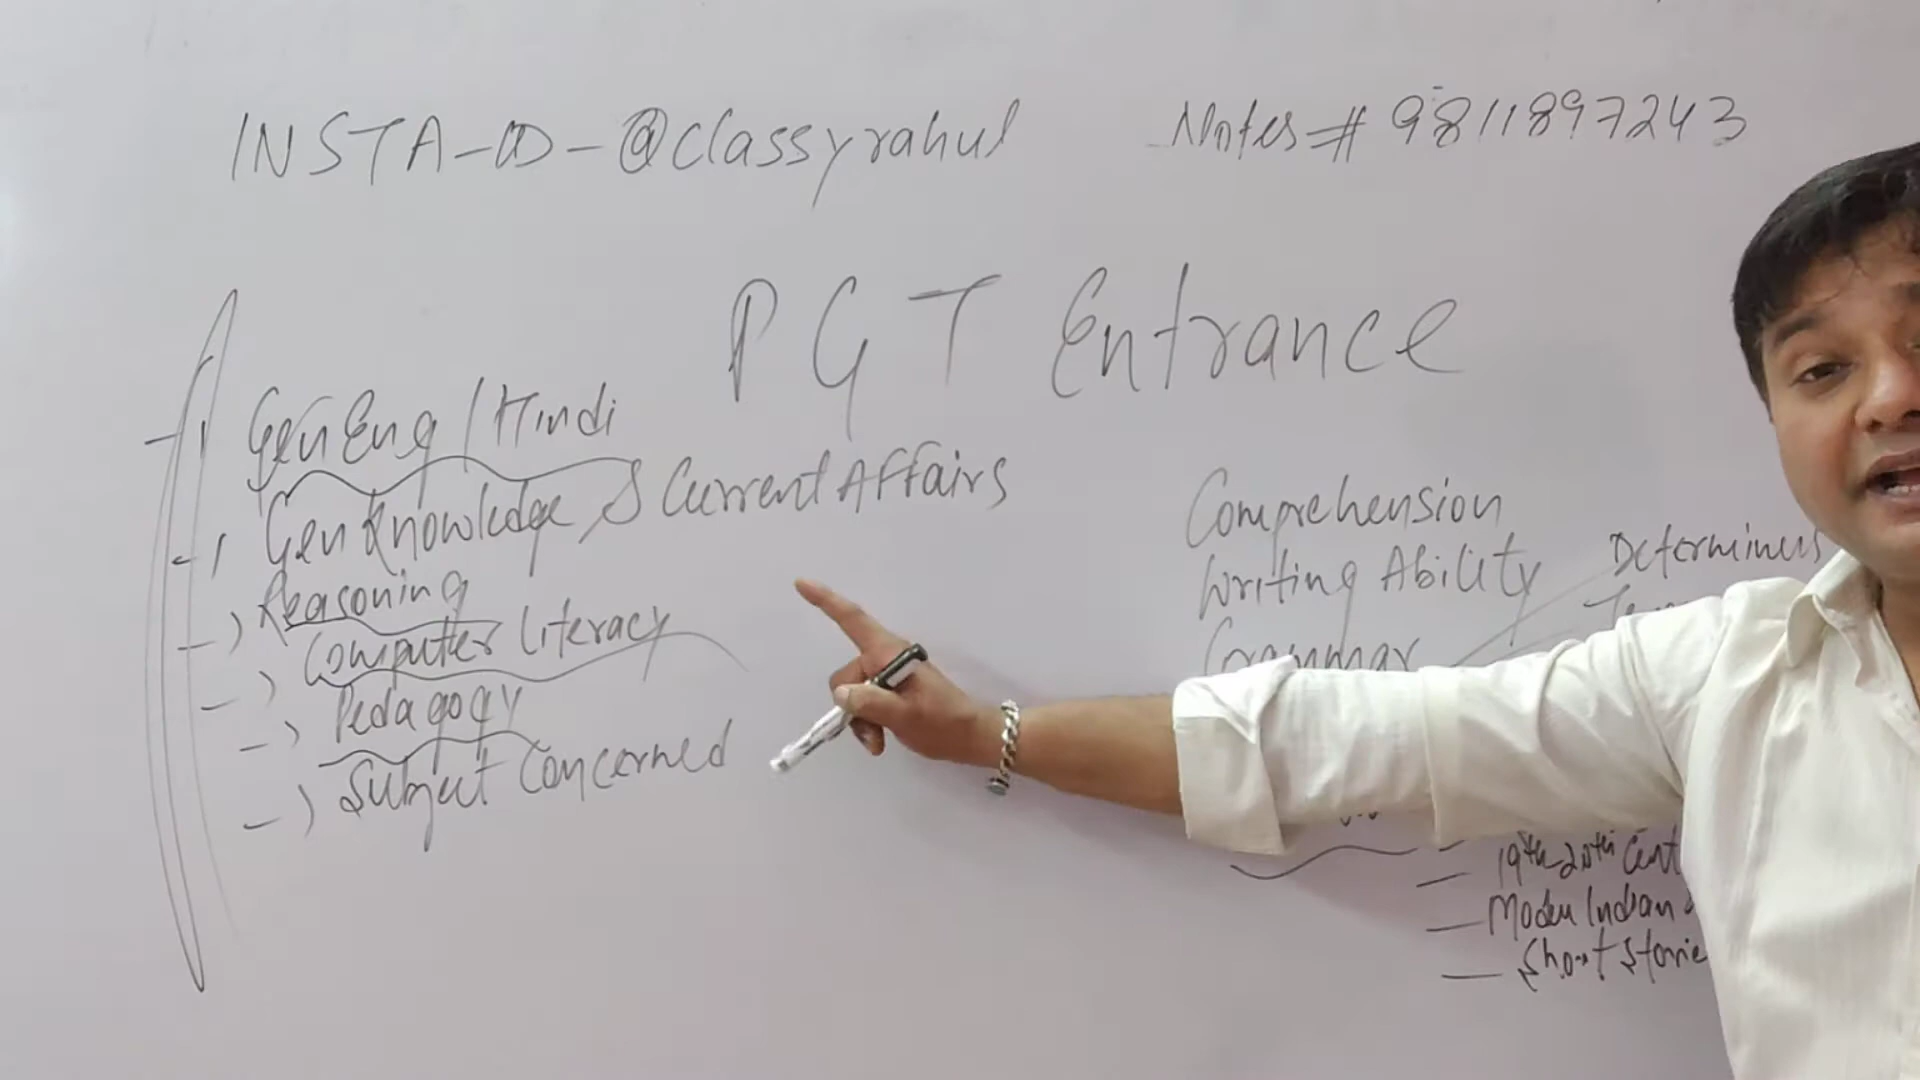 INSTA-ID-@classyrahul
Notes # 9811897243
PGT Entrance
Gen Eng / Hindi
Gen Knowledge & Current Affairs
Reasoning
Computer Literacy
Pedagogy
Subject Concerned
Comprehension
Writing Ability
Grammar
Determiners
19th-20th Cent
Modern Indian
Short Storie